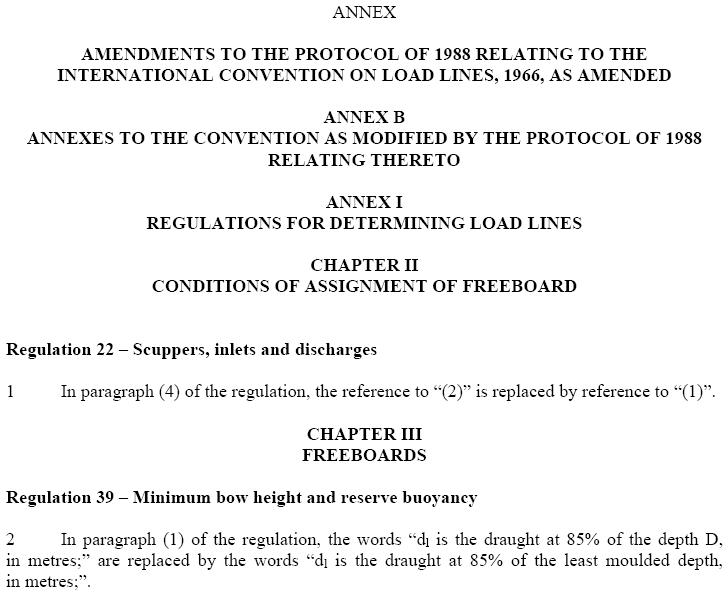 ANNEX
AMENDMENTS TO THE PROTOCOL OF 1988 RELATING TO THE
INTERNATIONAL CONVENTION ON LOAD LINES, 1966, AS AMENDED
ANNEX B
ANNEXES TO THE CONVENTION AS MODIFIED BY THE PROTOCOL OF 1988
RELATING THERETO
ANNEX I
REGULATIONS FOR DETERMINING LOAD LINES
CHAPTER II
CONDITIONS OF ASSIGNMENT OF FREEBOARD
Regulation 22 – Scuppers, inlets and discharges
1 In paragraph (4) of the regulation, the reference to “(2)” is replaced by reference to “(1)”.
CHAPTER III
FREEBOARDS
Regulation 39 – Minimum bow height and reserve buoyancy
2 In paragraph (1) of the regulation, the words “d₁ is the draught at 85% of the depth D,
in metres;” are replaced by the words “d₁ is the draught at 85% of the least moulded depth,
in metres;”.